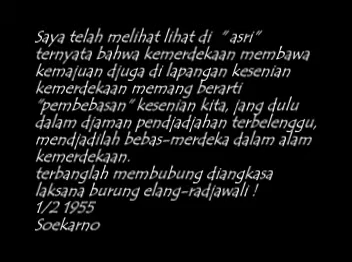 Saya telah melihat lihat di " asri"
ternyata bahwa kemerdekaan membawa
kemajuan djuga di lapangan kesenian
kemerdekaan memang berarti
"pembebasan" kesenian kita, jang dulu
dalam djaman pendjadjahan terbelenggu,
mendjadilah bebas-merdeka dalam alam
kemerdekaan.
terbanglah membubung diangkasa
laksana burung elang-radjawali !
1/2 1955
Soekarno